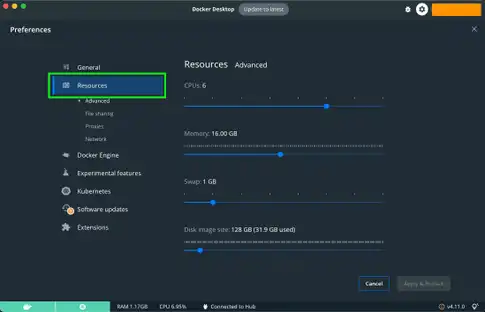 Docker Desktop
Update to latest
Preferences
General
Resources
Advanced
File sharing
Proxies
Network
Docker Engine
Experimental features
Kubernetes
Software updates
Extensions
Resources Advanced
CPUs: 6
Memory: 16.00 GB
Swap: 1 GB
Disk image size: 128 GB (31.9 GB used)
Cancel
Apply & Restart
RAM 1.17GB CPU 6.95% Connected to Hub
v4.11.0